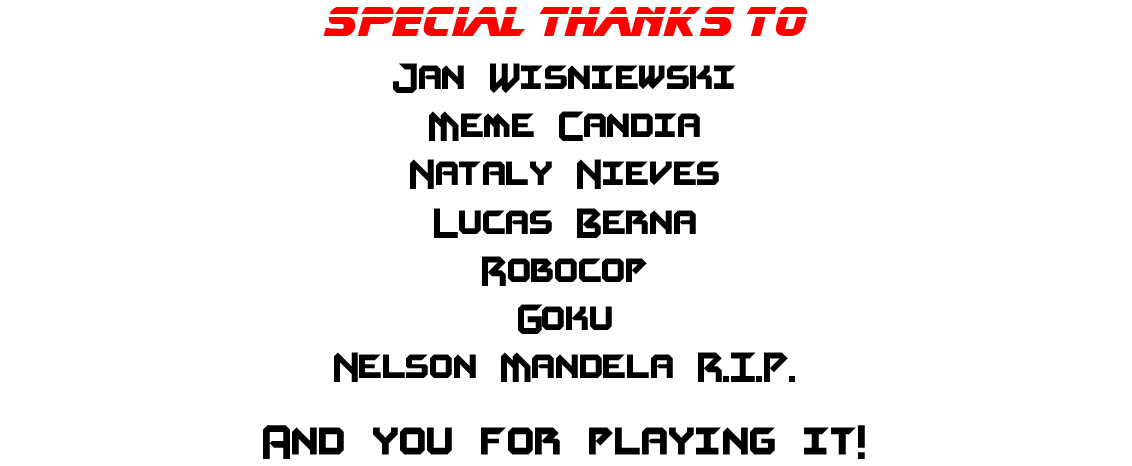 SPECIAL THANKS TO
Jan Wisniewski
Meme Candia
Nataly Nieves
Lucas Berna
Robocop
Goku
Nelson Mandela R.I.P.
And you for playing it!